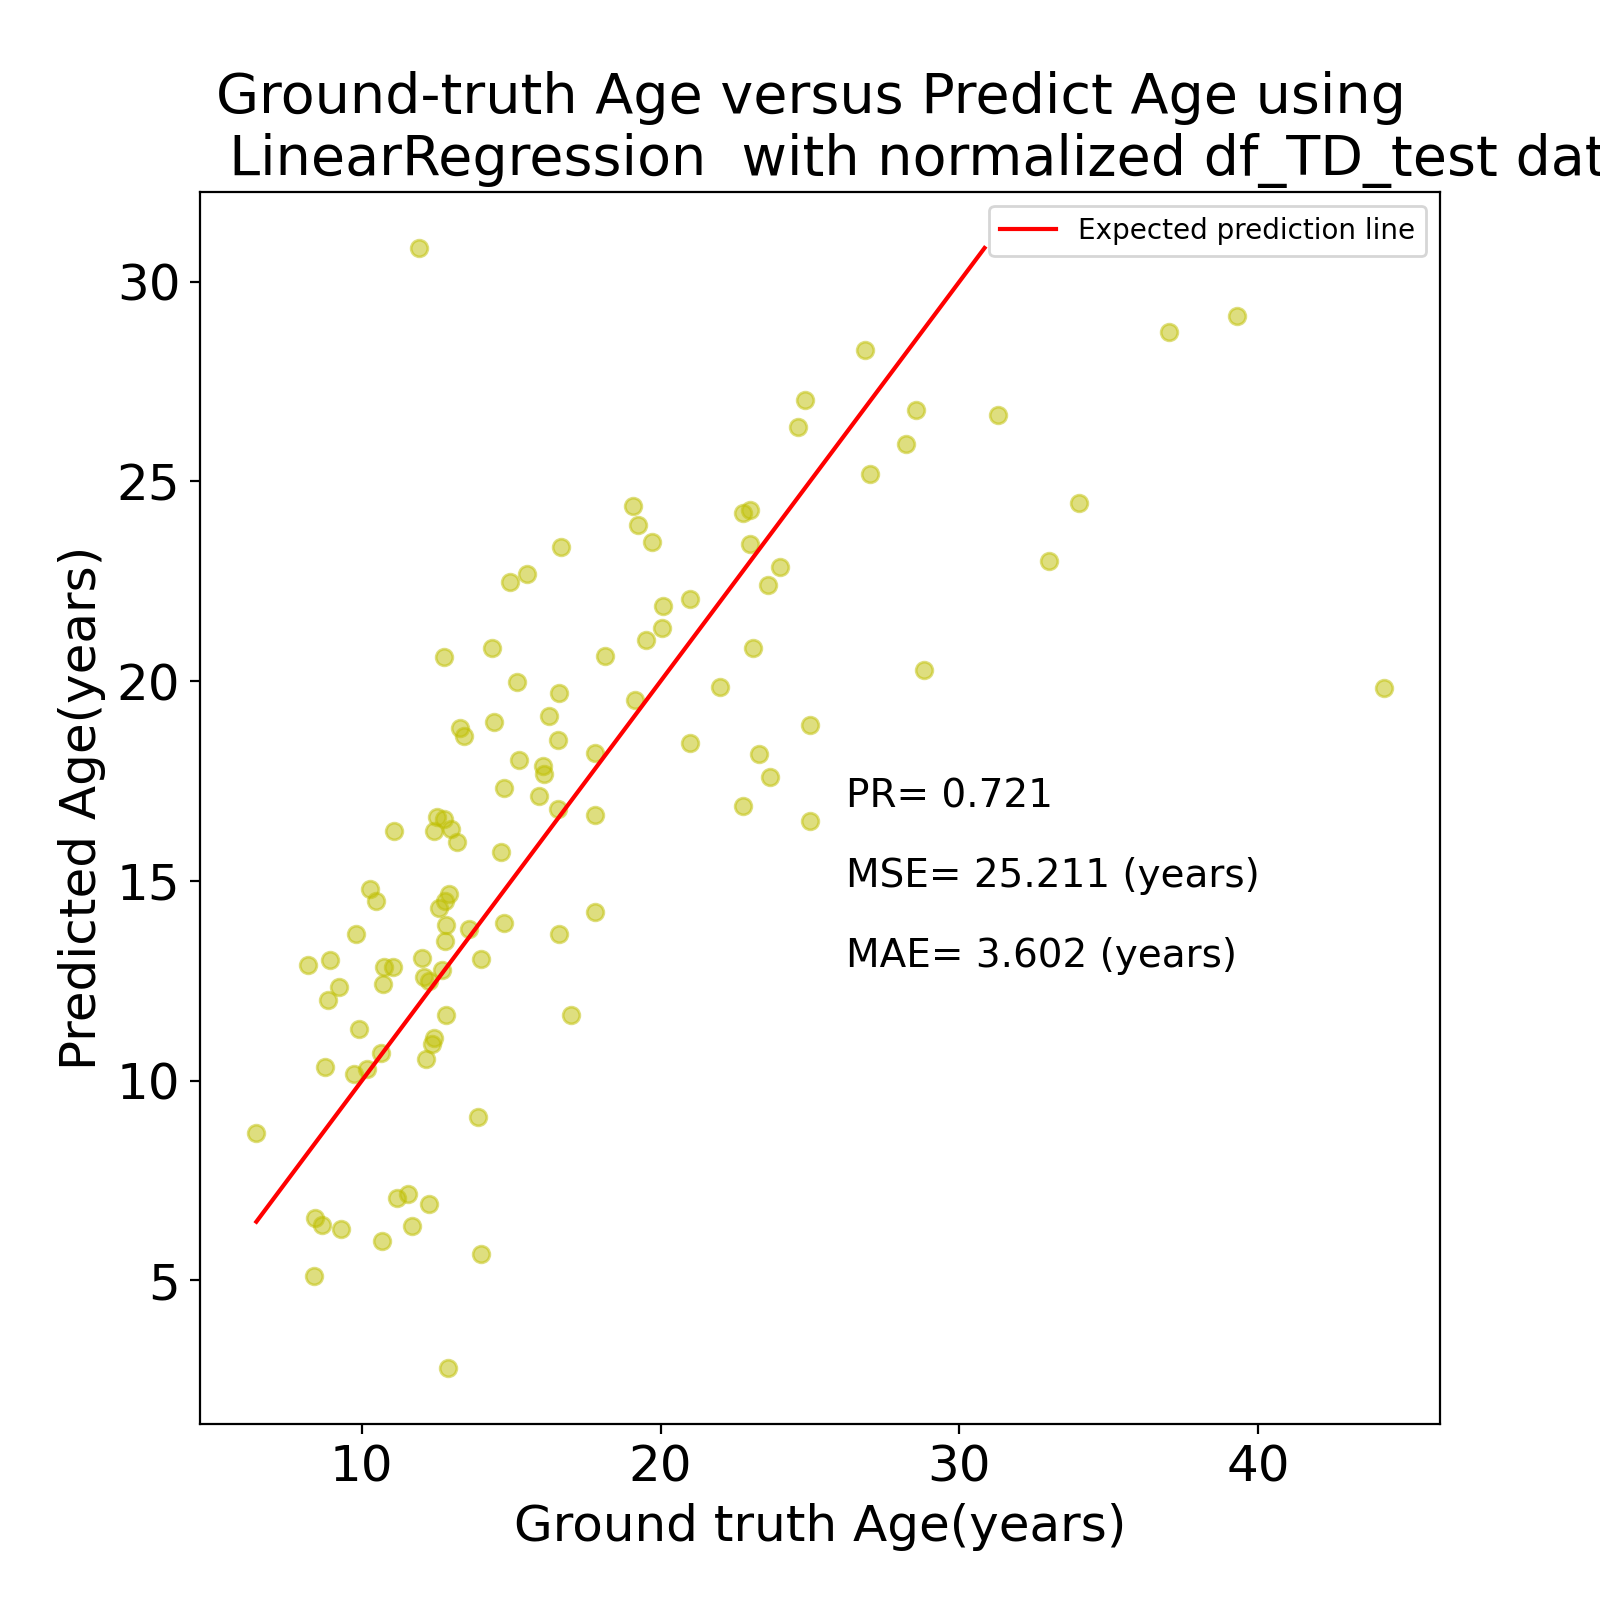 Ground-truth Age versus Predict Age using
LinearRegression  with normalized df_TD_test dat
Expected prediction line
30
25
20
15
10
5
Predicted Age(years)
PR= 0.721
MSE= 25.211 (years)
MAE= 3.602 (years)
10 20 30 40
Ground truth Age(years)